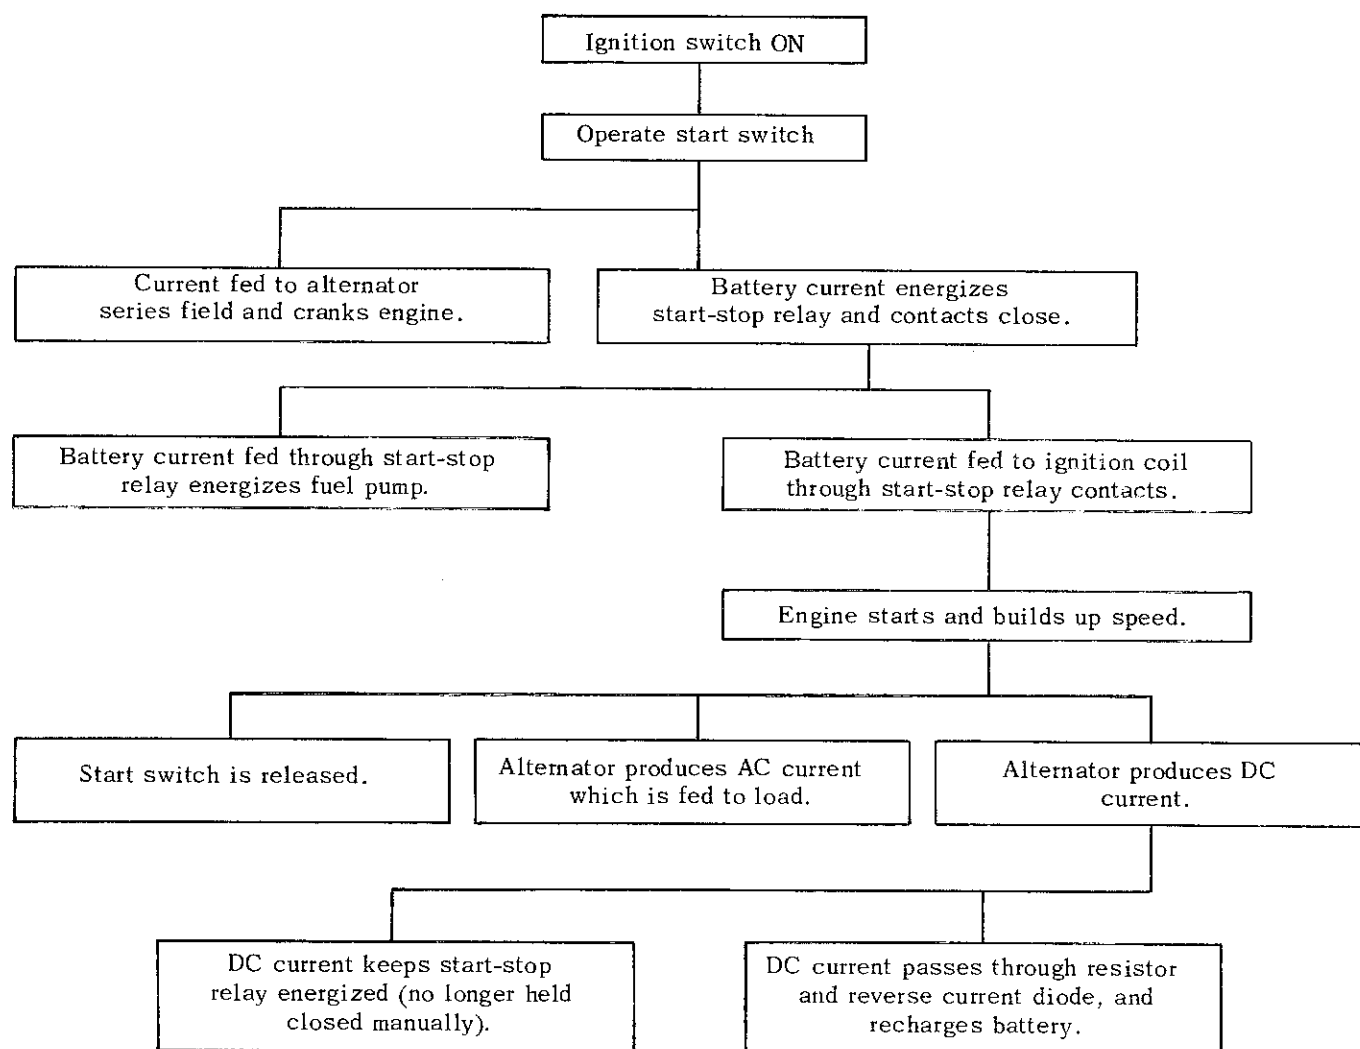 Ignition switch ON
Operate start switch
Current fed to alternator
series field and cranks engine.
Battery current energizes
start-stop relay and contacts close.
Battery current fed through start-stop
relay energizes fuel pump.
Battery current fed to ignition coil
through start-stop relay contacts.
Engine starts and builds up speed.
Start switch is released.
Alternator produces AC current
which is fed to load.
Alternator produces DC
current.
DC current keeps start-stop
relay energized (no longer held
closed manually).
DC current passes through resistor
and reverse current diode, and
recharges battery.